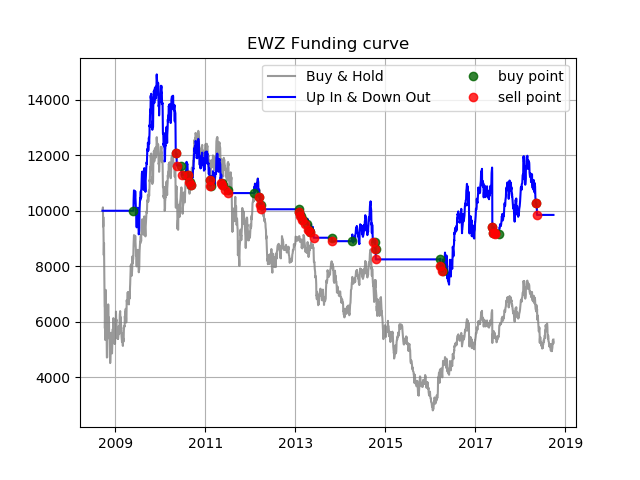 EWZ Funding curve
Buy & Hold
Up In & Down Out
buy point
sell point
14000
12000
10000
8000
6000
4000
2009 2011 2013 2015 2017 2019